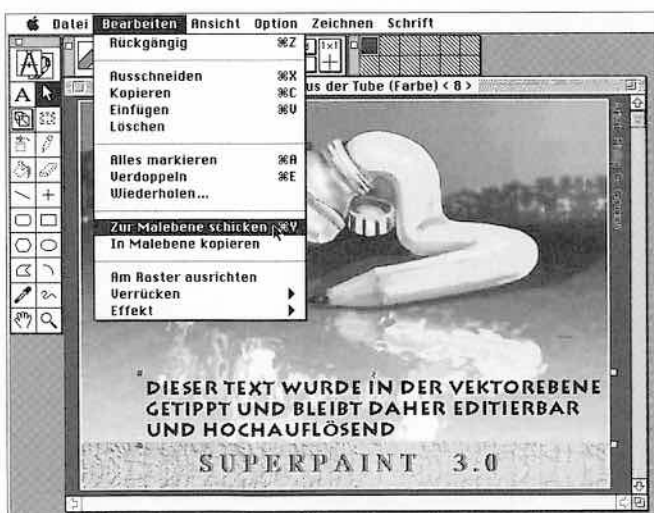 Datei Bearbeiten Ansicht Option Zeichnen Schrift
Rückgängig ⌘Z
Ausschneiden ⌘X
Kopieren ⌘C
Einfügen ⌘V
Löschen
Alles markieren ⌘A
Verdoppeln ⌘E
Wiederholen...
Zur Malebene schicken ⌘Y
In Malebene kopieren
Am Raster ausrichten
Verrücken
Effekt
1×1
us der Tube (Farbe) < 8 >
A
A
DIESER TEXT WURDE IN DER VEKTOREBENE
GETIPPT UND BLEIBT DAHER EDITIERBAR
UND HOCHAUFLÖSEND
SUPERPAINT 3.0